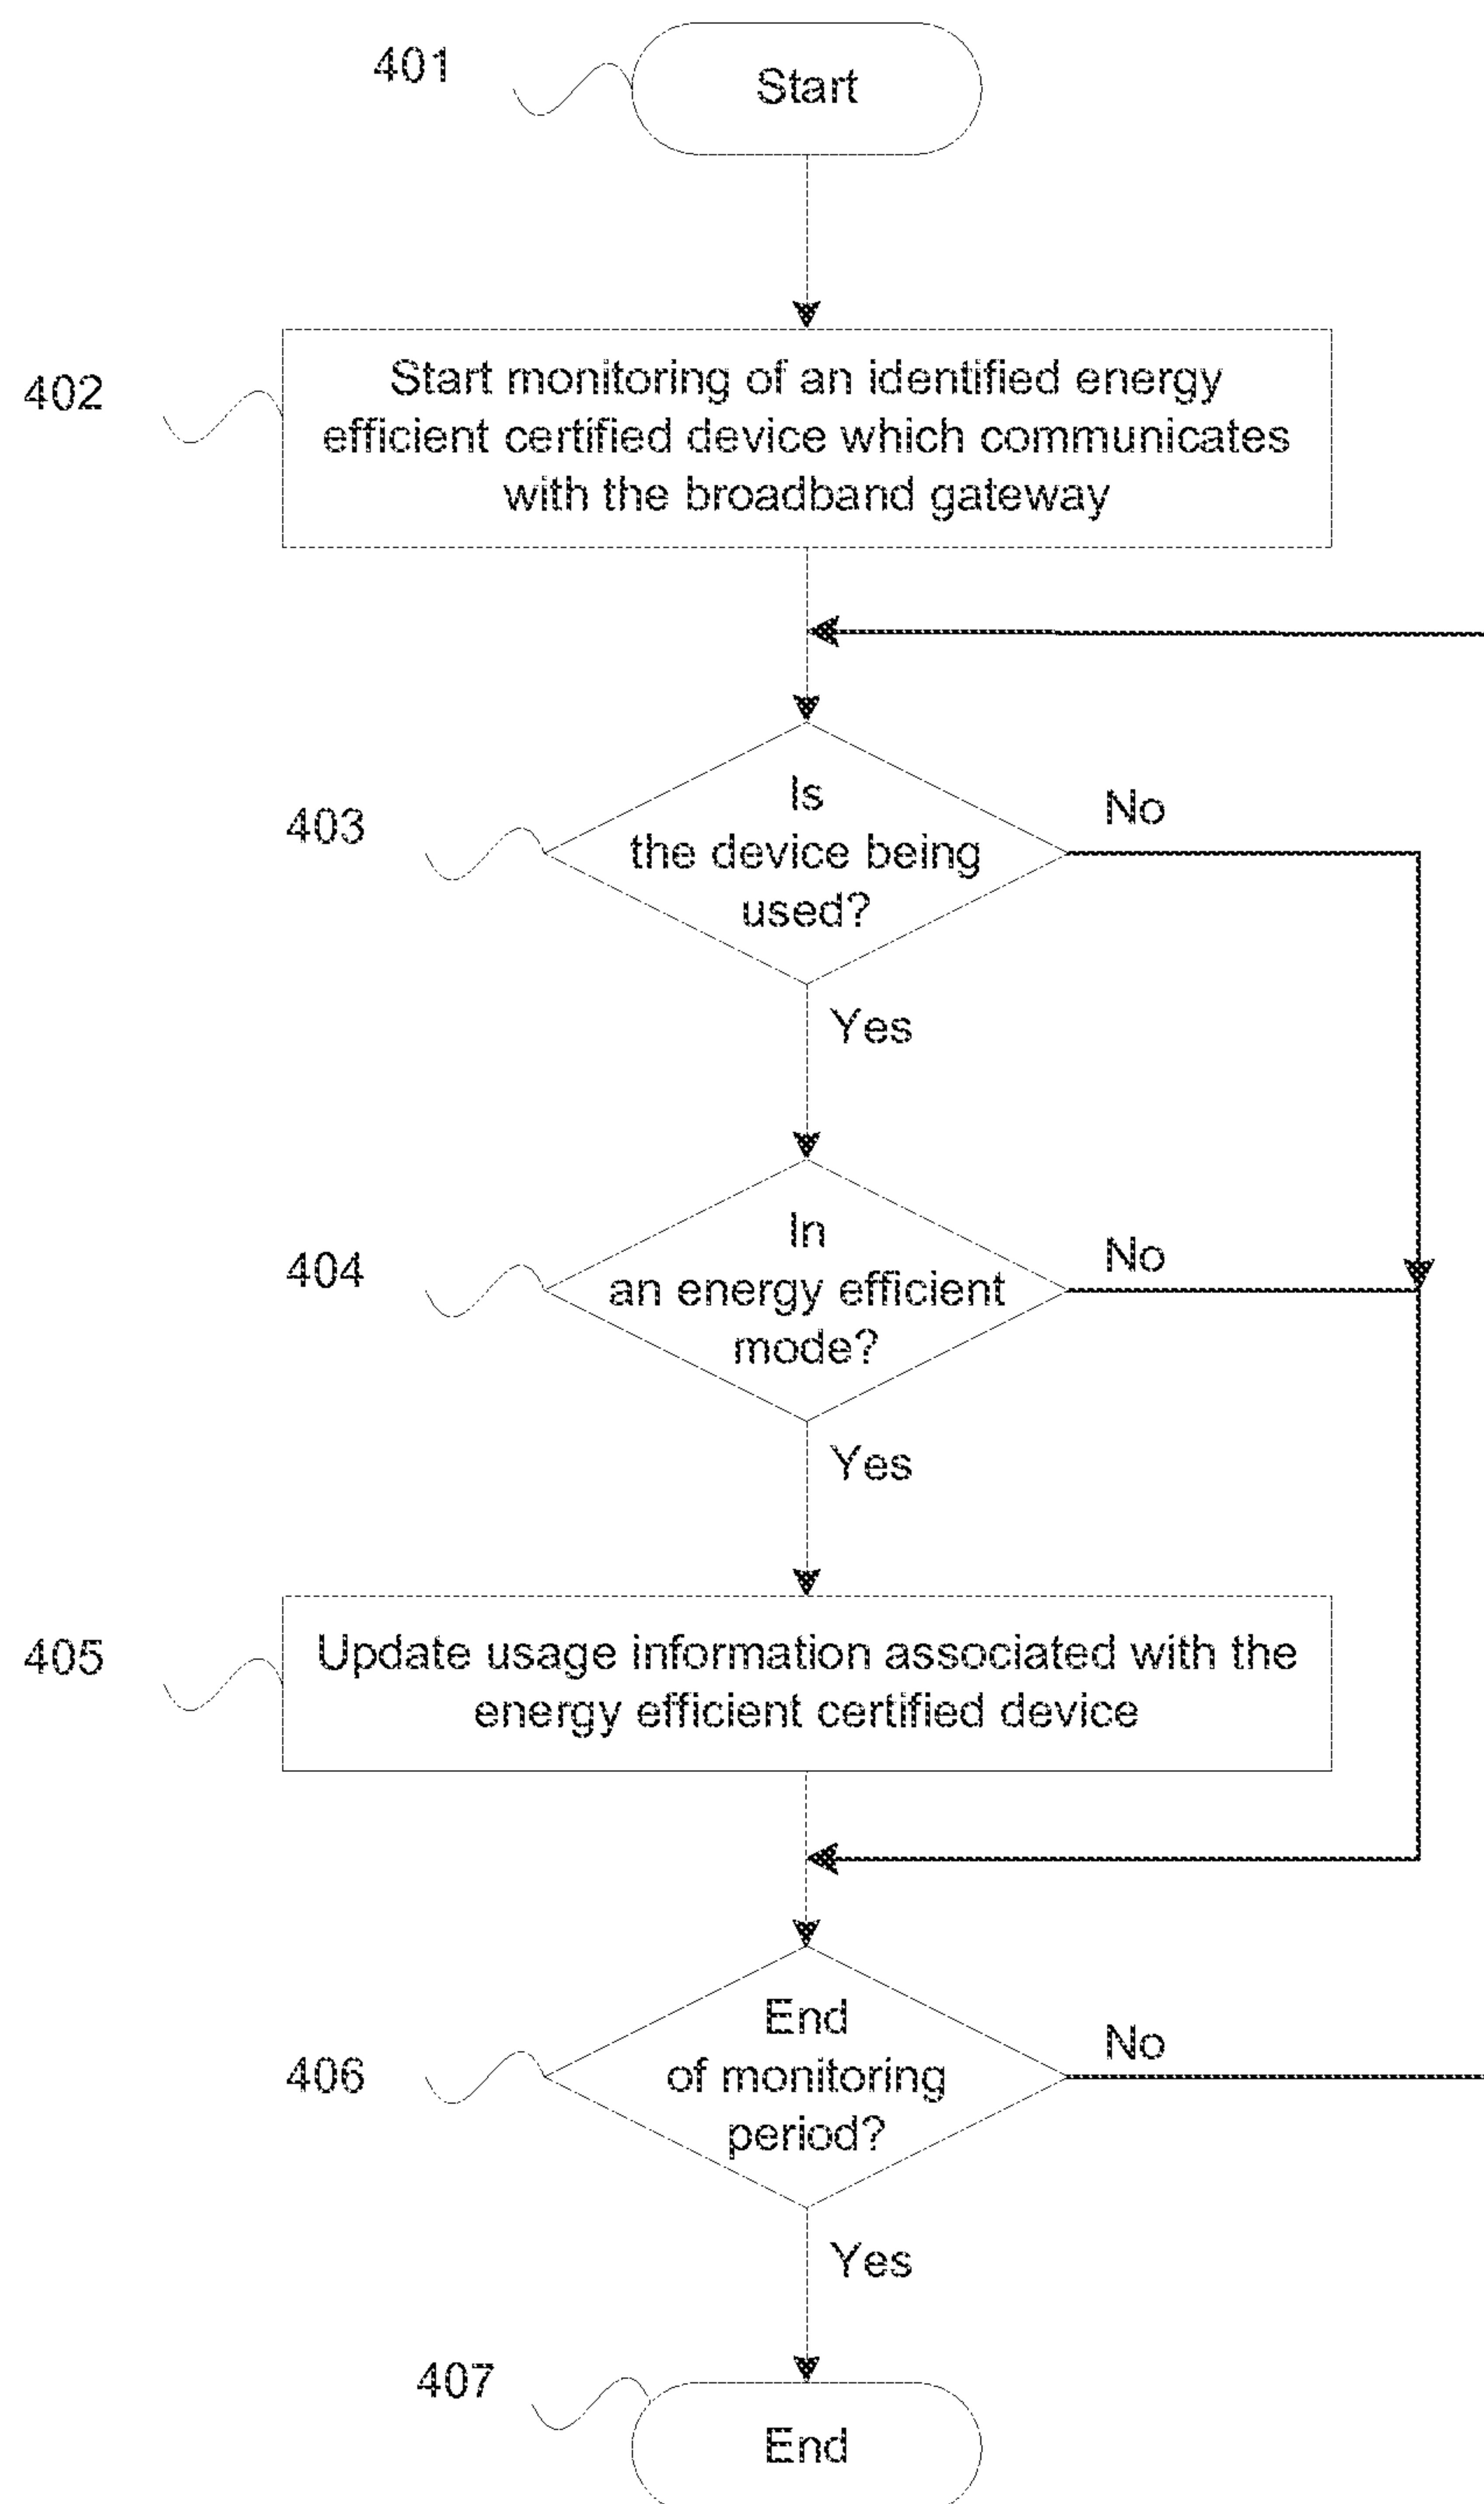 401
Start
402
Start monitoring of an identified energy
efficient certified device which communicates
with the broadband gateway
403
Is
the device being
used?
No
Yes
404
In
an energy efficient
mode?
No
Yes
405
Update usage information associated with the
energy efficient certified device
406
End
of monitoring
period?
No
Yes
407
End